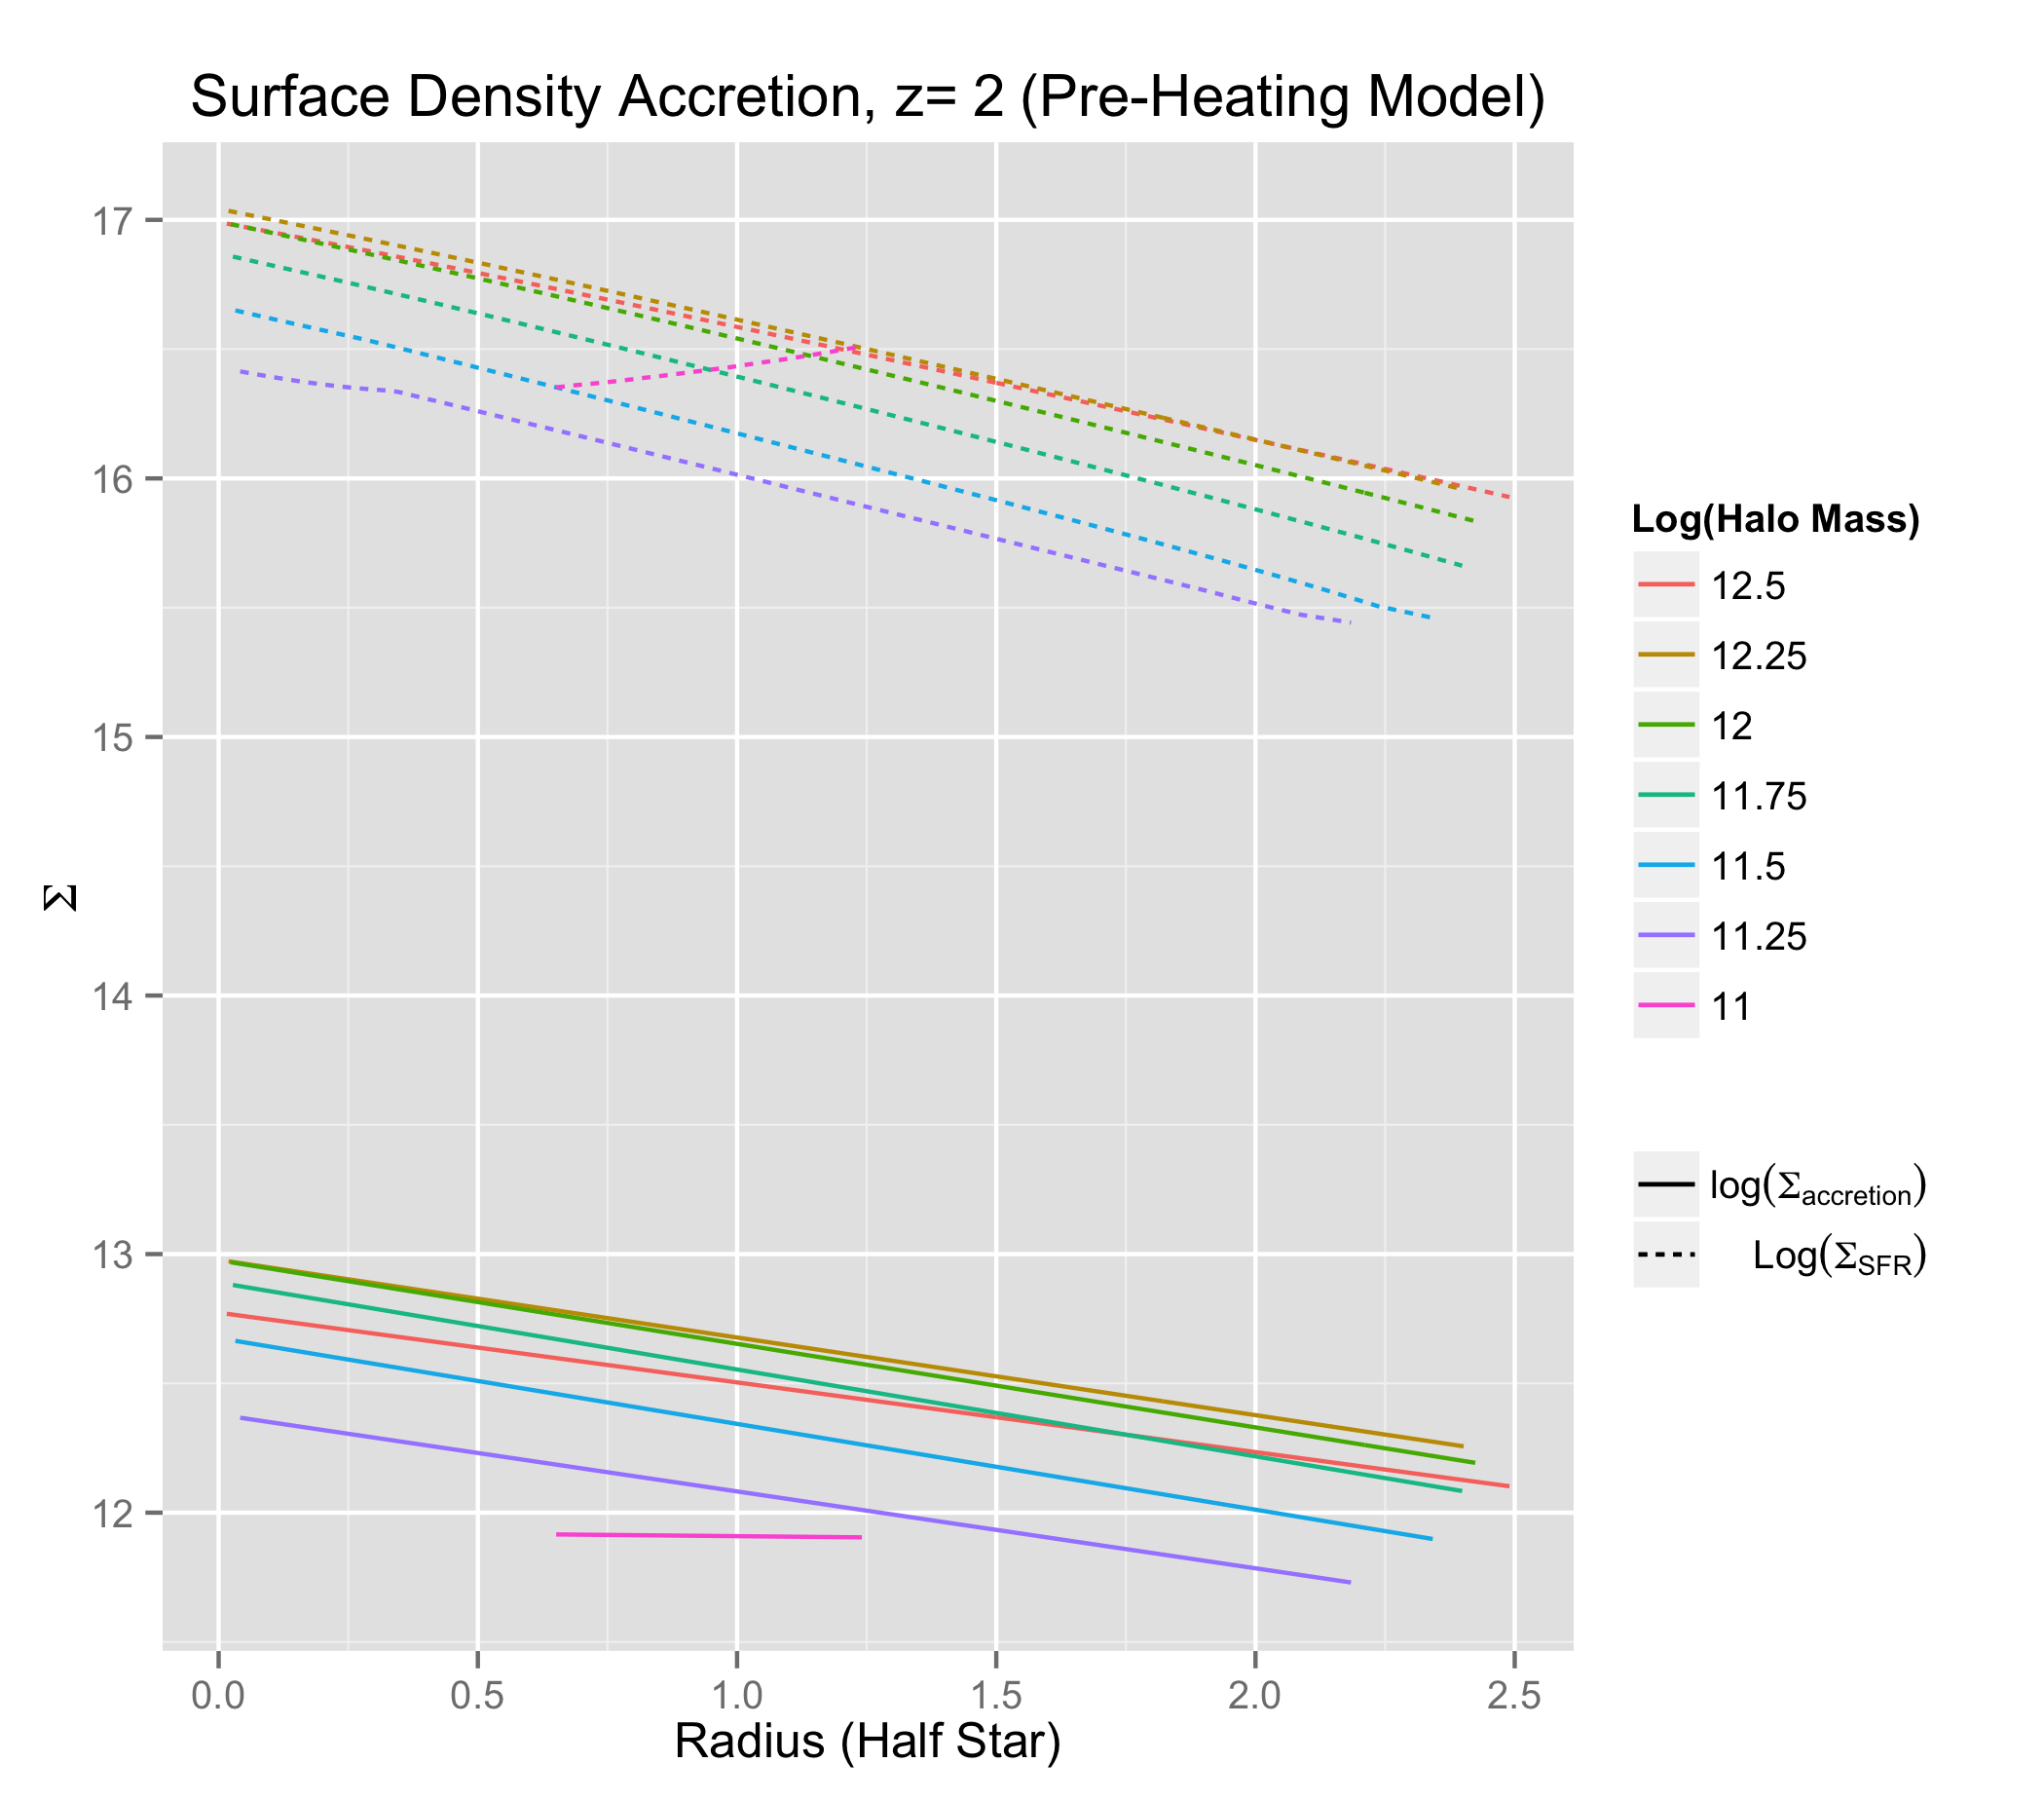 Surface Density Accretion, z= 2 (Pre-Heating Model)
17
16
15
14
13
12
Σ
0.0 0.5 1.0 1.5 2.0 2.5
Radius (Half Star)
Log(Halo Mass)
12.5
12.25
12
11.75
11.5
11.25
11
log(Σaccretion)
Log(ΣSFR)